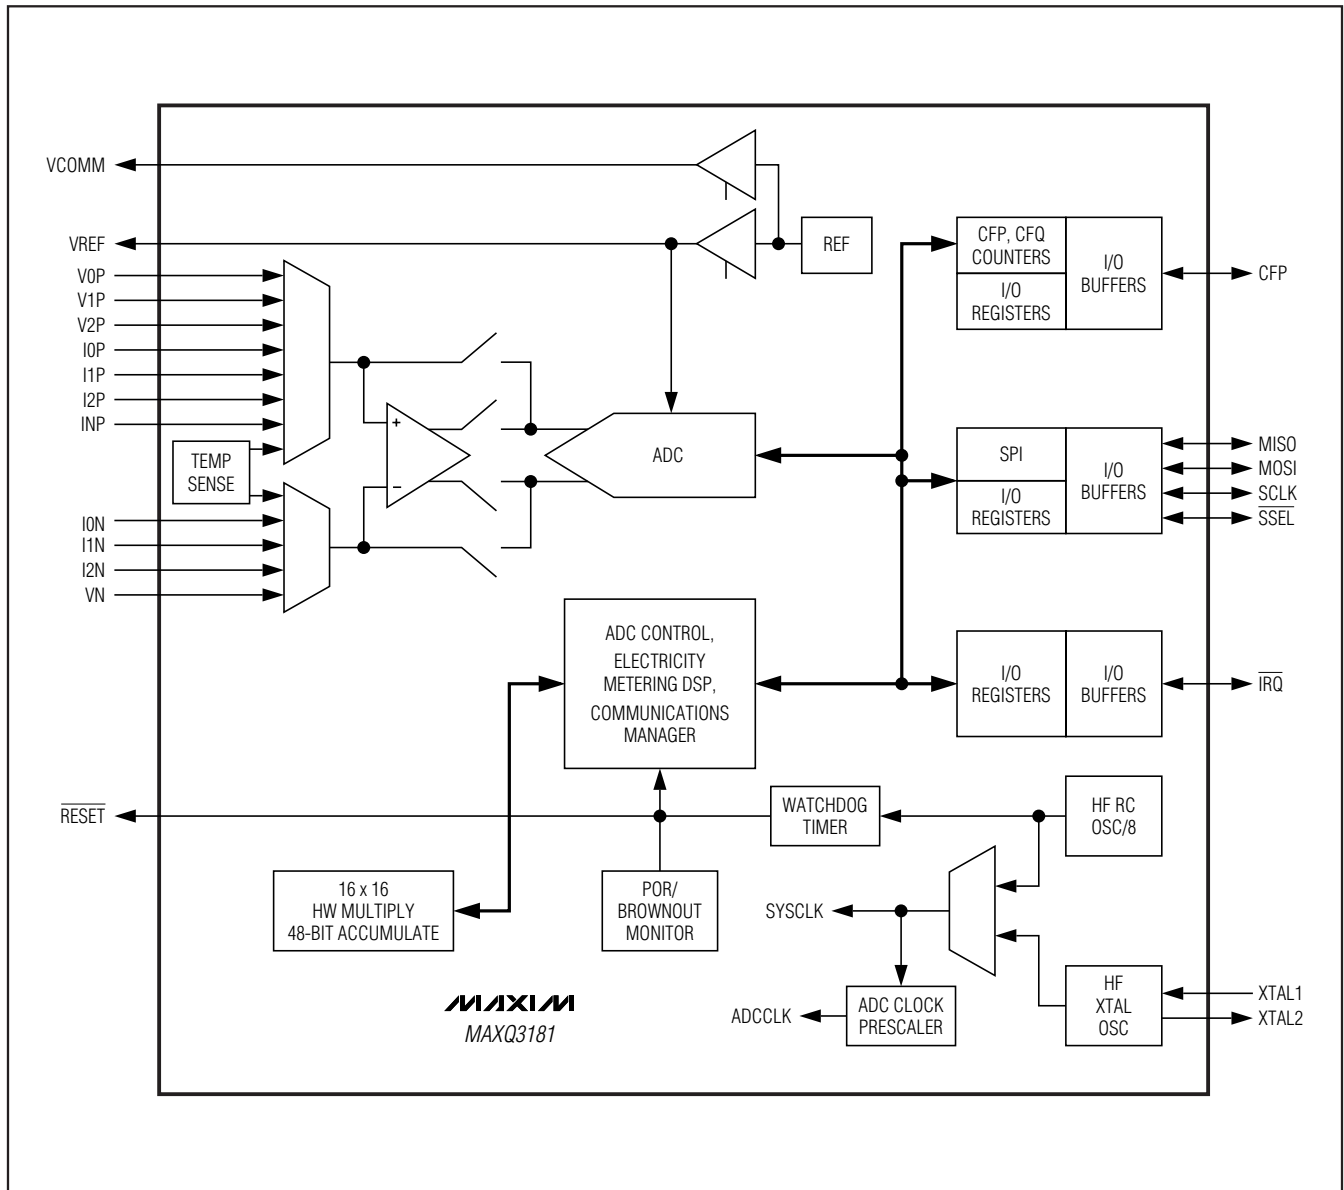 VCOMM
VREF
REF
V0P
V1P
V2P
I0P
I1P
I2P
INP
TEMP
SENSE
I0N
I1N
I2N
VN
+
−
ADC
CFP, CFQ
COUNTERS
I/O
REGISTERS
I/O
BUFFERS
CFP
SPI
I/O
REGISTERS
I/O
BUFFERS
MISO
MOSI
SCLK
SSEL
ADC CONTROL,
ELECTRICITY
METERING DSP,
COMMUNICATIONS
MANAGER
I/O
REGISTERS
I/O
BUFFERS
IRQ
RESET
WATCHDOG
TIMER
HF RC
OSC/8
16 x 16
HW MULTIPLY
48-BIT ACCUMULATE
POR/
BROWNOUT
MONITOR
SYSCLK
ADCCLK
ADC CLOCK
PRESCALER
HF
XTAL
OSC
XTAL1
XTAL2
MAXIM
MAXQ3181